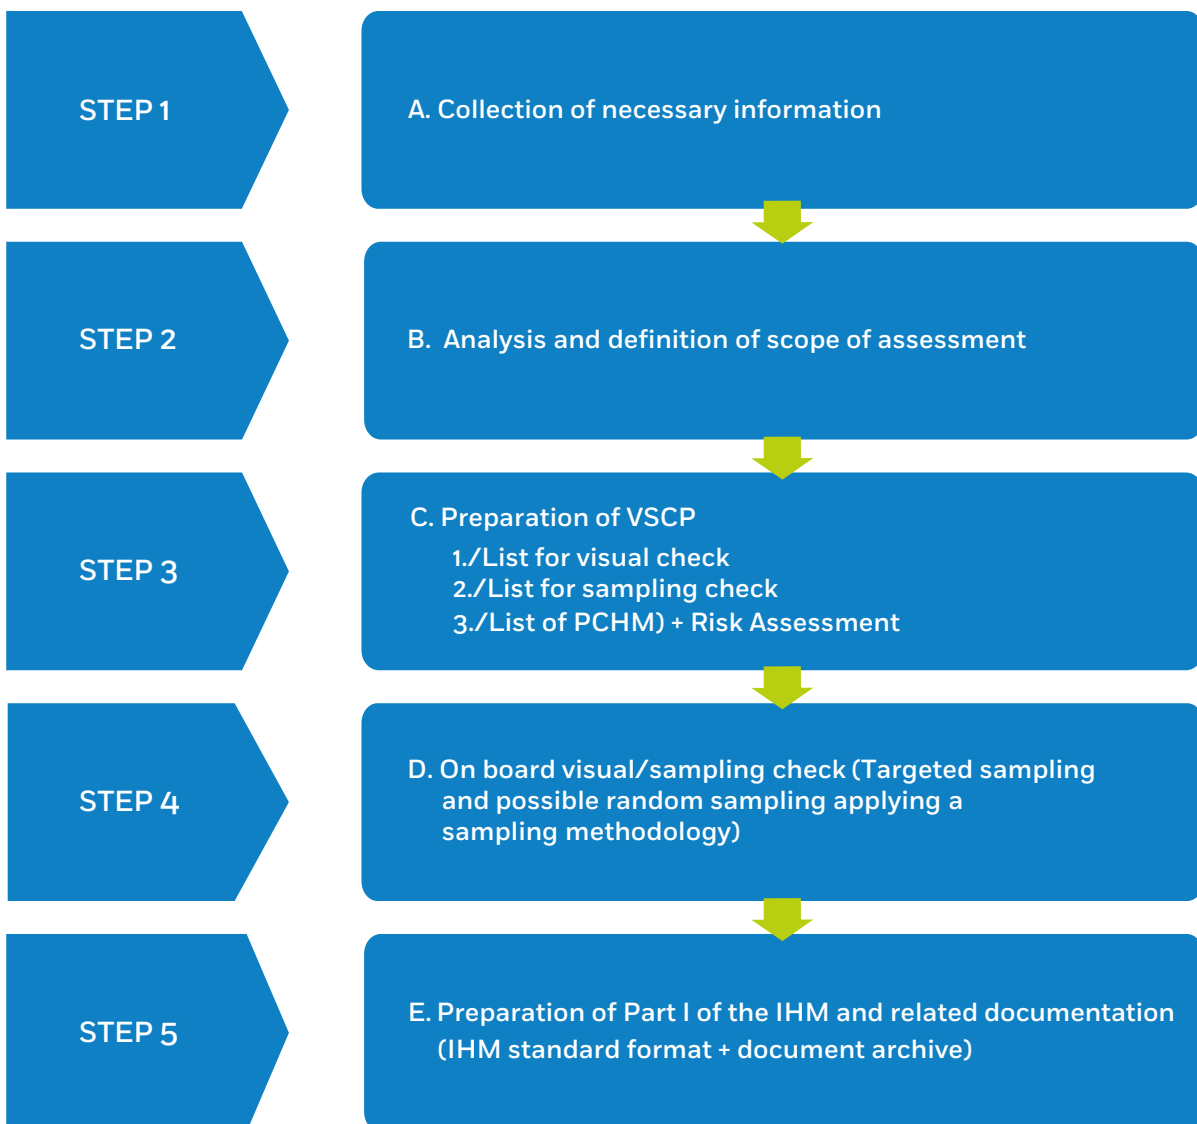 STEP 1
A. Collection of necessary information
STEP 2
B. Analysis and definition of scope of assessment
STEP 3
C. Preparation of VSCP
1./List for visual check
2./List for sampling check
3./List of PCHM) + Risk Assessment
STEP 4
D. On board visual/sampling check (Targeted sampling
and possible random sampling applying a
sampling methodology)
STEP 5
E. Preparation of Part I of the IHM and related documentation
(IHM standard format + document archive)